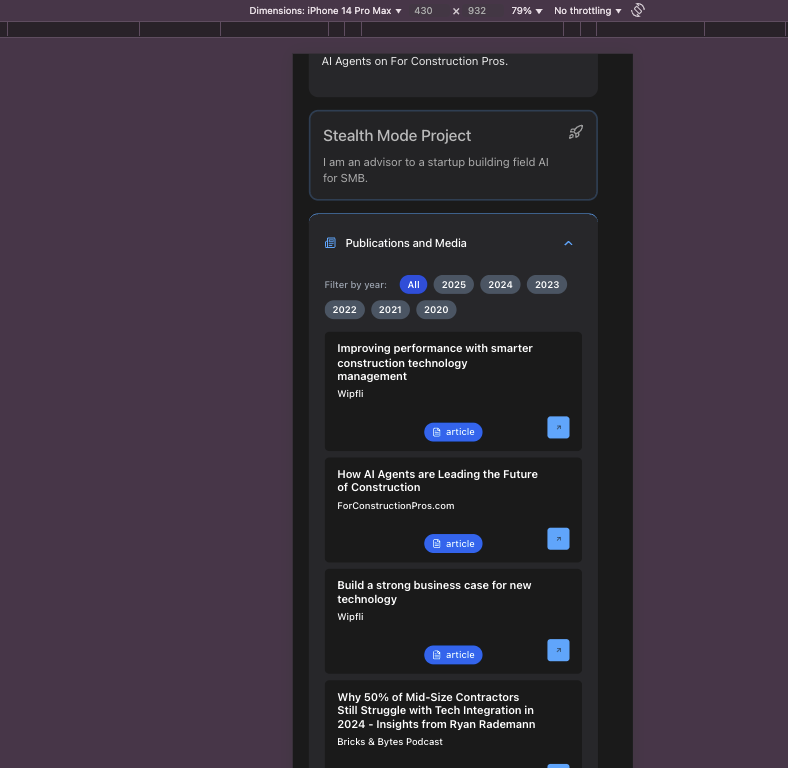 Dimensions: iPhone 14 Pro Max ▼ 430 × 932 79% ▼ No throttling ▼
AI Agents on For Construction Pros.
Stealth Mode Project
I am an advisor to a startup building field AI
for SMB.
Publications and Media
Filter by year: All 2025 2024 2023
2022 2021 2020
Improving performance with smarter
construction technology
management
Wipfli
article
How AI Agents are Leading the Future
of Construction
ForConstructionPros.com
article
Build a strong business case for new
technology
Wipfli
article
Why 50% of Mid-Size Contractors
Still Struggle with Tech Integration in
2024 - Insights from Ryan Rademann
Bricks & Bytes Podcast